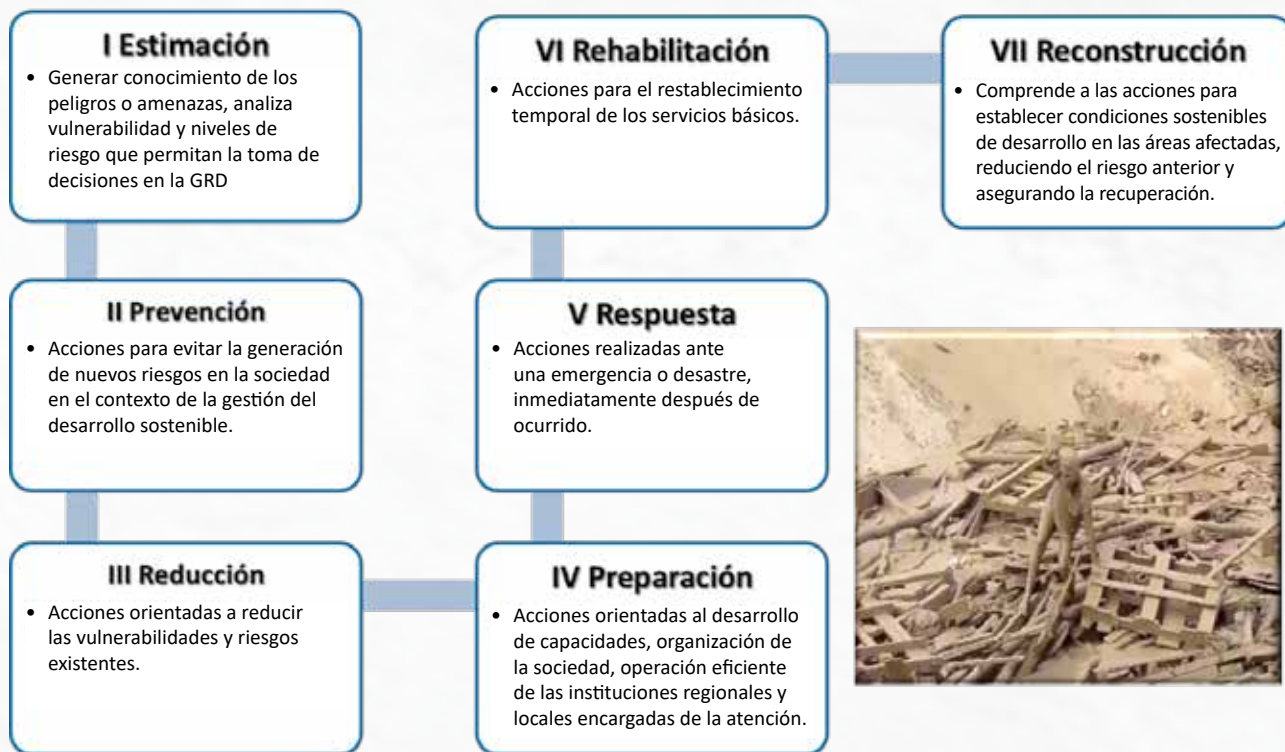 I Estimación
• Generar conocimiento de los
peligros o amenazas, analiza
vulnerabilidad y niveles de
riesgo que permitan la toma de
decisiones en la GRD
II Prevención
• Acciones para evitar la generación
de nuevos riesgos en la sociedad
en el contexto de la gestión del
desarrollo sostenible.
III Reducción
• Acciones orientadas a reducir
las vulnerabilidades y riesgos
existentes.
IV Preparación
• Acciones orientadas al desarrollo
de capacidades, organización de
la sociedad, operación eficiente
de las instituciones regionales y
locales encargadas de la atención.
V Respuesta
• Acciones realizadas ante
una emergencia o desastre,
inmediatamente después de
ocurrido.
VI Rehabilitación
• Acciones para el restablecimiento
temporal de los servicios básicos.
VII Reconstrucción
• Comprende a las acciones para
establecer condiciones sostenibles
de desarrollo en las áreas afectadas,
reduciendo el riesgo anterior y
asegurando la recuperación.